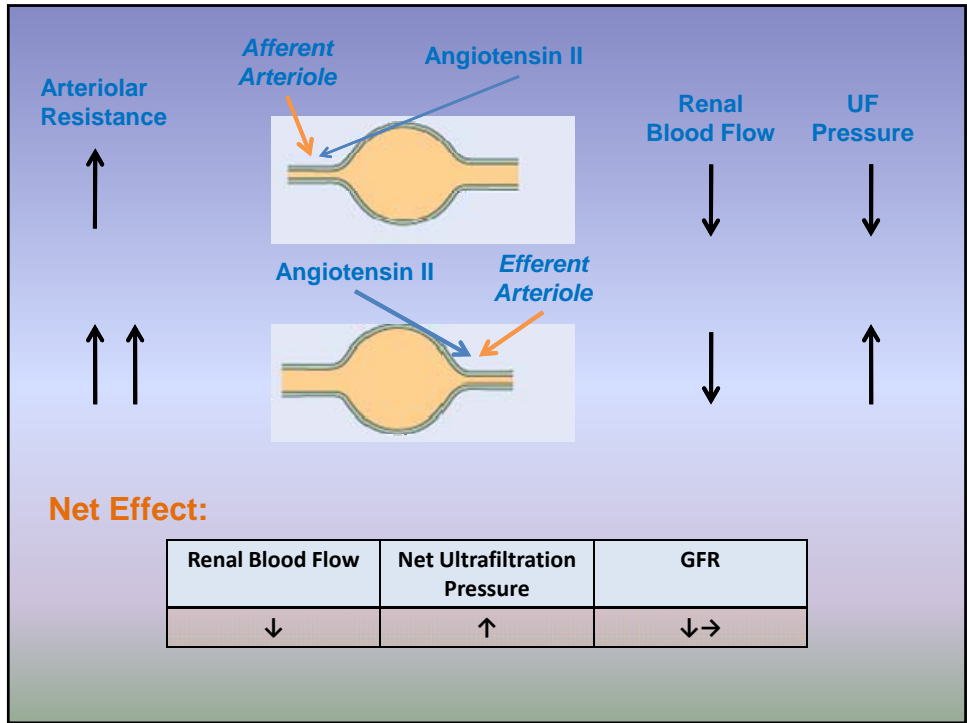 Afferent
Arteriole
Angiotensin II
Arteriolar
Resistance
Renal
Blood Flow
UF
Pressure
↑
↓
↓
Angiotensin II
Efferent
Arteriole
↑ ↑
↓
↑
Net Effect:
Renal Blood Flow
Net Ultrafiltration
Pressure
GFR
↓
↑
↓→